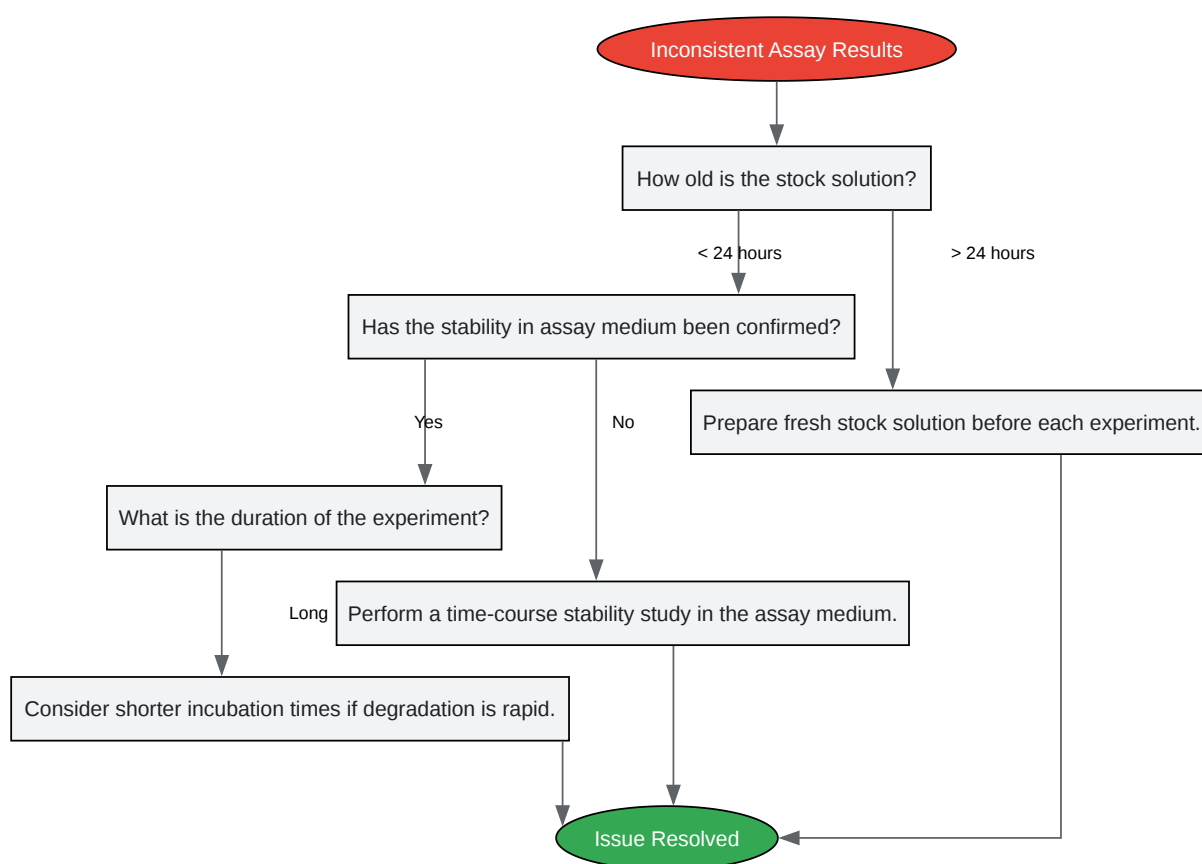 Inconsistent Assay Results
How old is the stock solution?
< 24 hours
> 24 hours
Has the stability in assay medium been confirmed?
Yes
No
Prepare fresh stock solution before each experiment.
What is the duration of the experiment?
Long
Perform a time-course stability study in the assay medium.
Consider shorter incubation times if degradation is rapid.
Issue Resolved